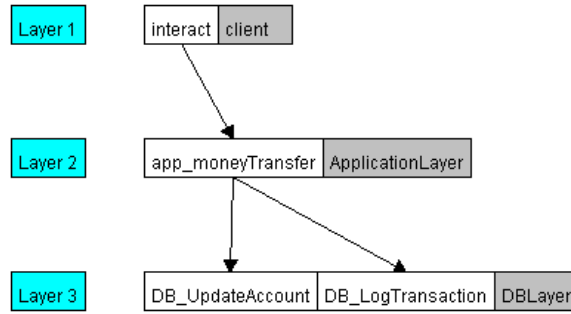 Layer 1 interact client
Layer 2 app_moneyTransfer ApplicationLayer
Layer 3 DB_UpdateAccount DB_LogTransaction DBLayer